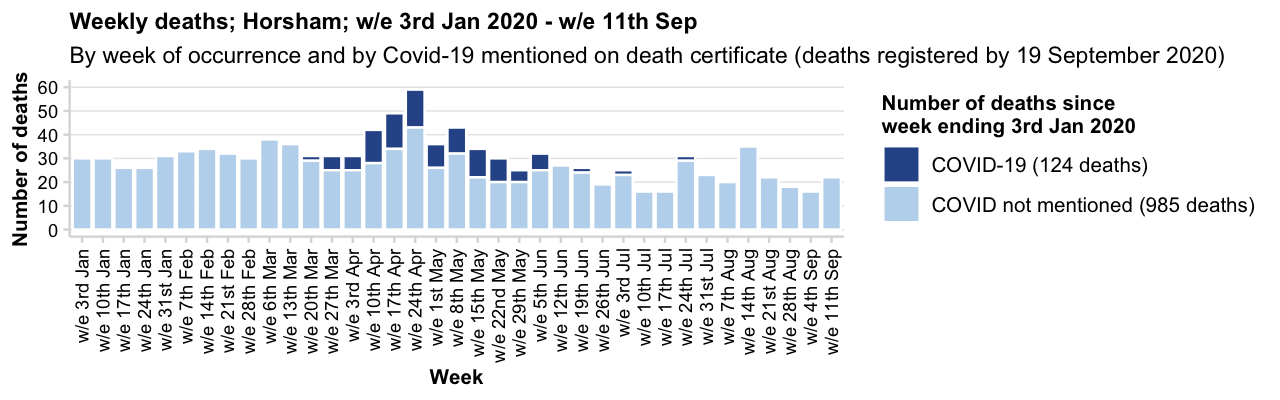 Weekly deaths; Horsham; w/e 3rd Jan 2020 - w/e 11th Sep
By week of occurrence and by Covid-19 mentioned on death certificate (deaths registered by 19 September 2020)
Number of deaths
60
50
40
30
20
10
0
w/e 3rd Jan
w/e 10th Jan
w/e 17th Jan
w/e 24th Jan
w/e 31st Jan
w/e 7th Feb
w/e 14th Feb
w/e 21st Feb
w/e 28th Feb
w/e 6th Mar
w/e 13th Mar
w/e 20th Mar
w/e 27th Mar
w/e 3rd Apr
w/e 10th Apr
w/e 17th Apr
w/e 24th Apr
w/e 1st May
w/e 8th May
w/e 15th May
w/e 22nd May
w/e 29th May
w/e 5th Jun
w/e 12th Jun
w/e 19th Jun
w/e 26th Jun
w/e 3rd Jul
w/e 10th Jul
w/e 17th Jul
w/e 24th Jul
w/e 31st Jul
w/e 7th Aug
w/e 14th Aug
w/e 21st Aug
w/e 28th Aug
w/e 4th Sep
w/e 11th Sep
Week
Number of deaths since
week ending 3rd Jan 2020
COVID-19 (124 deaths)
COVID not mentioned (985 deaths)